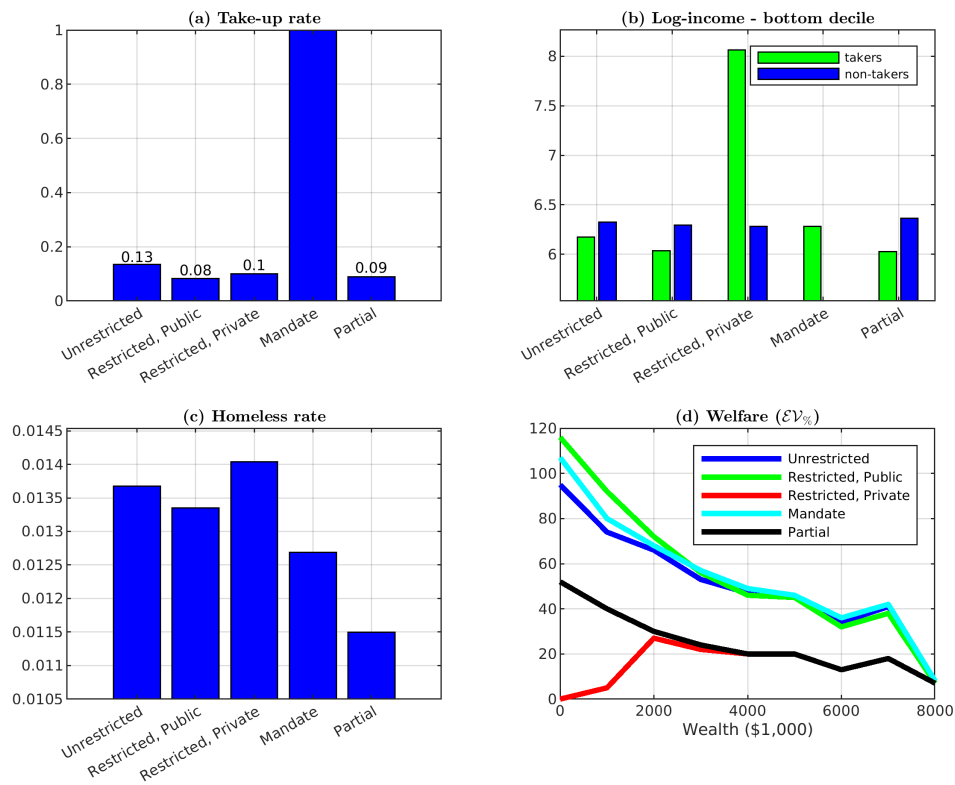 (a) Take-up rate
1
0.8
0.6
0.4
0.2
0
0.13
0.08
0.1
0.09
Unrestricted
Restricted, Public
Restricted, Private
Mandate
Partial
(b) Log-income - bottom decile
8
7.5
7
6.5
6
takers
non-takers
Unrestricted
Restricted, Public
Restricted, Private
Mandate
Partial
(c) Homeless rate
0.0145
0.014
0.0135
0.013
0.0125
0.012
0.0115
0.011
0.0105
Unrestricted
Restricted, Public
Restricted, Private
Mandate
Partial
(d) Welfare (ℰ𝒱%)
120
100
80
60
40
20
0
Unrestricted
Restricted, Public
Restricted, Private
Mandate
Partial
0 2000 4000 6000 8000
Wealth ($1,000)